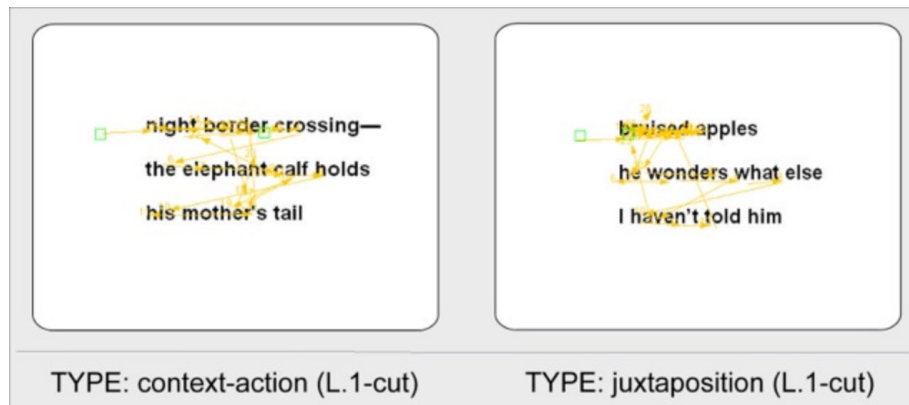 night border crossing—
the elephant calf holds
his mother's tail
bruised apples
he wonders what else
I haven't told him
TYPE: context-action (L.1-cut)
TYPE: juxtaposition (L.1-cut)